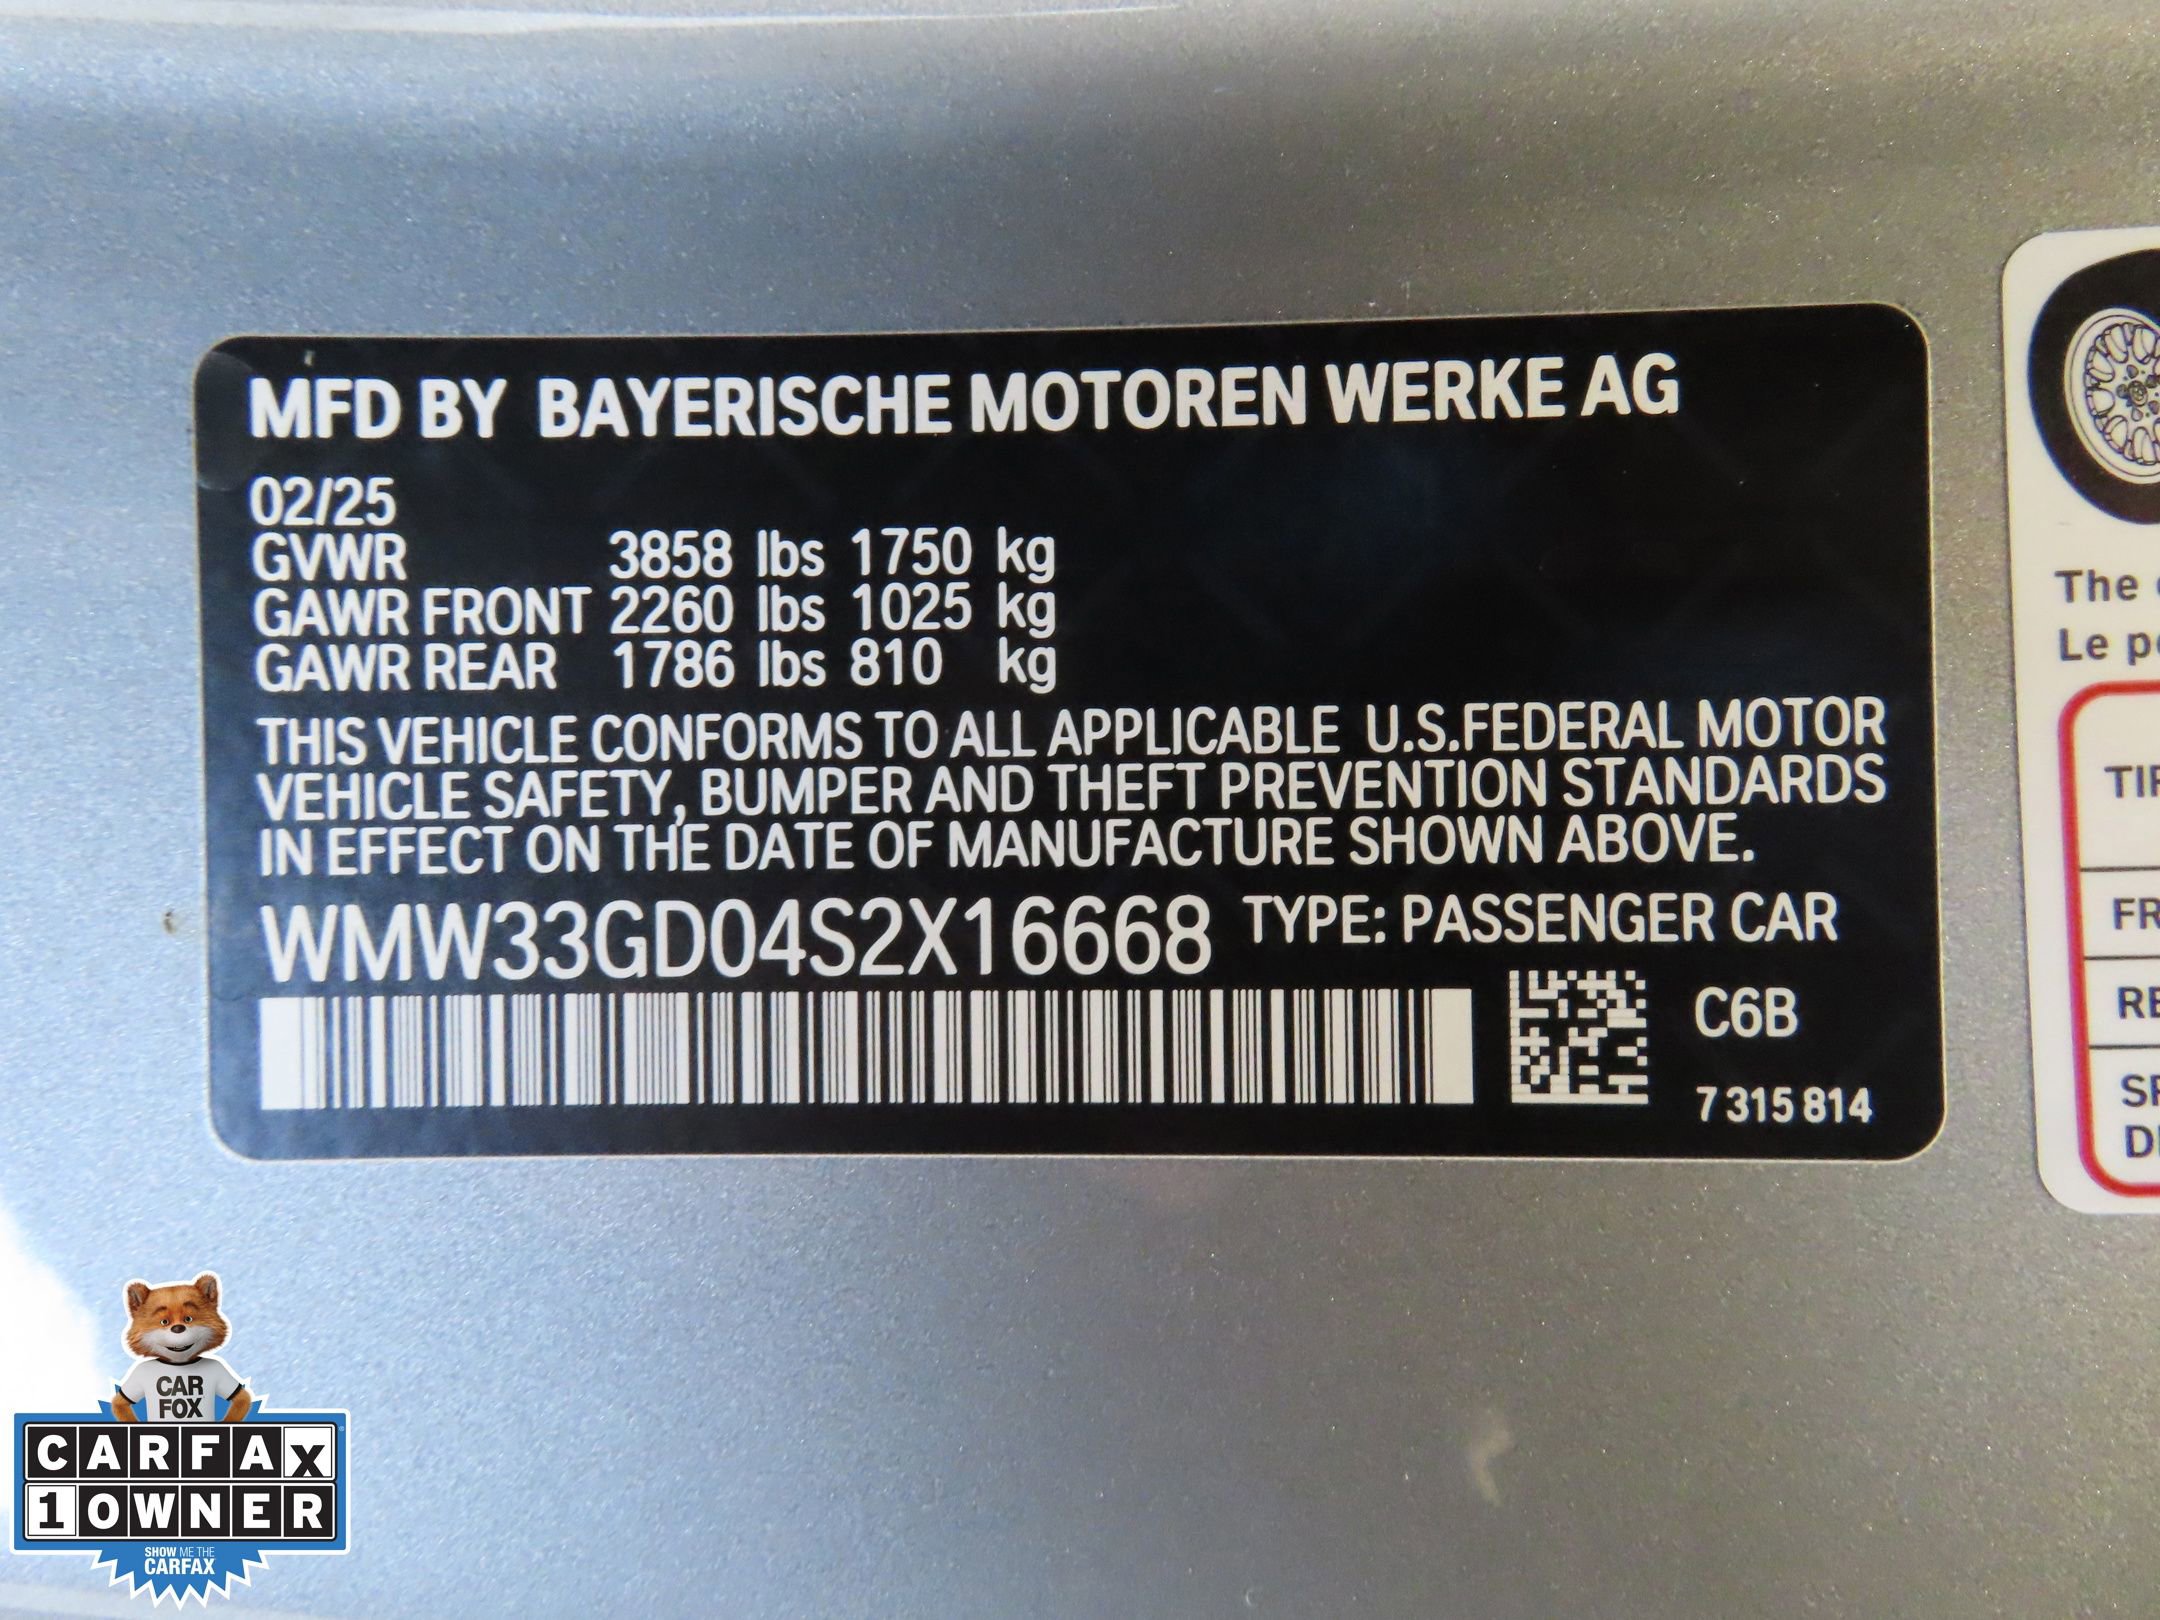 MFD BY BAYERISCHE MOTOREN WERKE AG
02/25
GVWR 3858 lbs 1750 kg
GAWR FRONT 2260 lbs 1025 kg
GAWR REAR 1786 lbs 810 kg
THIS VEHICLE CONFORMS TO ALL APPLICABLE U.S.FEDERAL MOTOR
VEHICLE SAFETY, BUMPER AND THEFT PREVENTION STANDARDS
IN EFFECT ON THE DATE OF MANUFACTURE SHOWN ABOVE.
WMW33GD04S2X16668 TYPE: PASSENGER CAR
C6B
7 315 814
The
Le
CAR
FOX
CARFAX
1 OWNER
SHOW ME THE
CARFAX